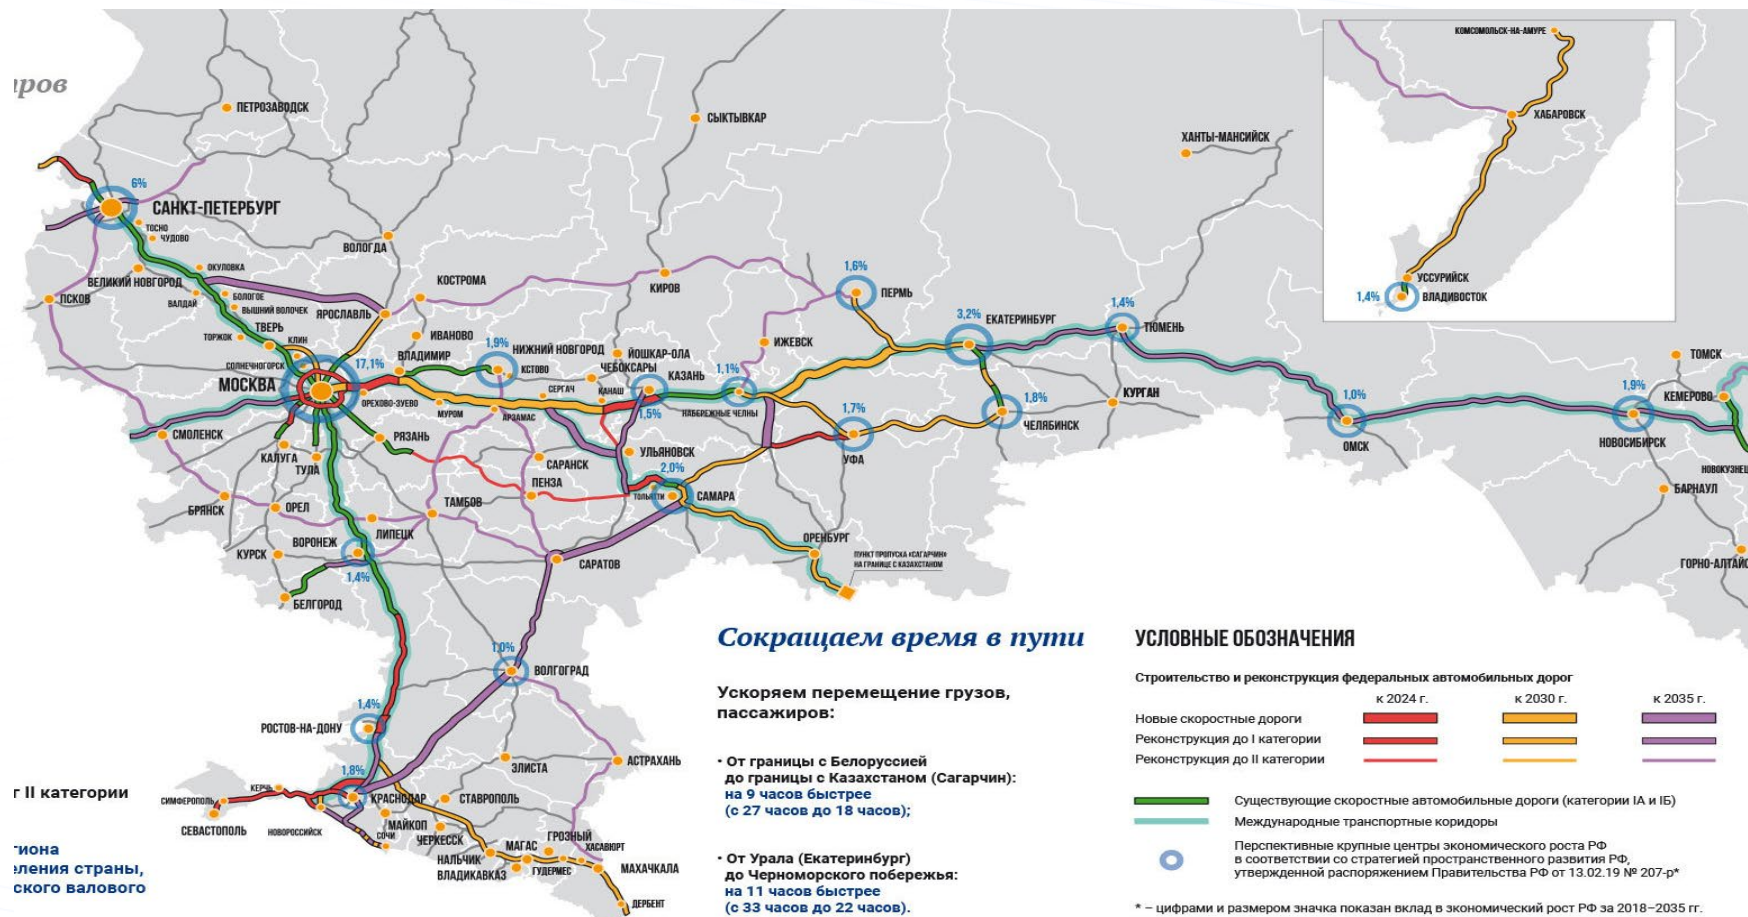 КОМСОМОЛЬСК-НА-АМУРЕ
ХАБАРОВСК
УССУРИЙСК
1,4%
ВЛАДИВОСТОК
ПЕТРОЗАВОДСК
СЫКТЫВКАР
ХАНТЫ-МАНСИЙСК
6%
САНКТ-ПЕТЕРБУРГ
ТОСНО
ЧУДОВО
ВОЛОГДА
ОКУЛОВКА
ВЕЛИКИЙ НОВГОРОД
ПСКОВ
ВАЛДАЙ
БОЛОГОЕ
ВЫШНИЙ ВОЛОЧЕК
КОСТРОМА
КИРОВ
1,6%
ПЕРМЬ
ЯРОСЛАВЛЬ
ТВЕРЬ
ТОРЖОК
КЛИН
ИВАНОВО
3,2%
ЕКАТЕРИНБУРГ
1,4%
ТЮМЕНЬ
СОЛНЕЧНОГОРСК
17,1%
ВЛАДИМИР
1,9%
НИЖНИЙ НОВГОРОД
КСТОВО
ЙОШКАР-ОЛА
ЧЕБОКСАРЫ
ИЖЕВСК
ТОМСК
МОСКВА
ОРЕХОВО-ЗУЕВО
СЕРГАЧ
КАНАШ
КАЗАНЬ
1,5%
1,1%
НАБЕРЕЖНЫЕ ЧЕЛНЫ
МУРОМ
АРЗАМАС
1,7%
УФА
1,8%
ЧЕЛЯБИНСК
КУРГАН
1,0%
ОМСК
1,9%
НОВОСИБИРСК
КЕМЕРОВО
СМОЛЕНСК
РЯЗАНЬ
КАЛУГА
ТУЛА
САРАНСК
УЛЬЯНОВСК
2,0%
ТОЛЬЯТТИ
САМАРА
ПЕНЗА
БАРНАУЛ
БРЯНСК
ОРЕЛ
ТАМБОВ
ЛИПЕЦК
КУРСК
ВОРОНЕЖ
1,4%
САРАТОВ
ОРЕНБУРГ
ПУНКТ ПРОПУСКА «САГАРЧИН»
НА ГРАНИЦЕ С КАЗАХСТАНОМ
БЕЛГОРОД
1,0%
ВОЛГОГРАД
1,4%
РОСТОВ-НА-ДОНУ
ЭЛИСТА
АСТРАХАНЬ
1,8%
КЕРЧЬ
СИМФЕРОПОЛЬ
СЕВАСТОПОЛЬ
НОВОРОССИЙСК
КРАСНОДАР
СТАВРОПОЛЬ
МАЙКОП
СОЧИ
ЧЕРКЕССК
НАЛЬЧИК
МАГАС
ГРОЗНЫЙ
ХАСАВЮРТ
ВЛАДИКАВКАЗ
ГУДЕРМЕС
МАХАЧКАЛА
ДЕРБЕНТ
II категории
ления страны,
ского валового
Сокращаем время в пути
Ускоряем перемещение грузов,
пассажиров:
• От границы с Белоруссией
до границы с Казахстаном (Сагарчин):
на 9 часов быстрее
(с 27 часов до 18 часов);
• От Урала (Екатеринбург)
до Черноморского побережья:
на 11 часов быстрее
(с 33 часов до 22 часов).
УСЛОВНЫЕ ОБОЗНАЧЕНИЯ
Строительство и реконструкция федеральных автомобильных дорог
к 2024 г. к 2030 г. к 2035 г.
Новые скоростные дороги
Реконструкция до I категории
Реконструкция до II категории
Существующие скоростные автомобильные дороги (категории IА и IБ)
Международные транспортные коридоры
Перспективные крупные центры экономического роста РФ
в соответствии со стратегией пространственного развития РФ,
утвержденной распоряжением Правительства РФ от 13.02.19 № 207-р*
* – цифрами и размером значка показан вклад в экономический рост РФ за 2018–2035 гг.